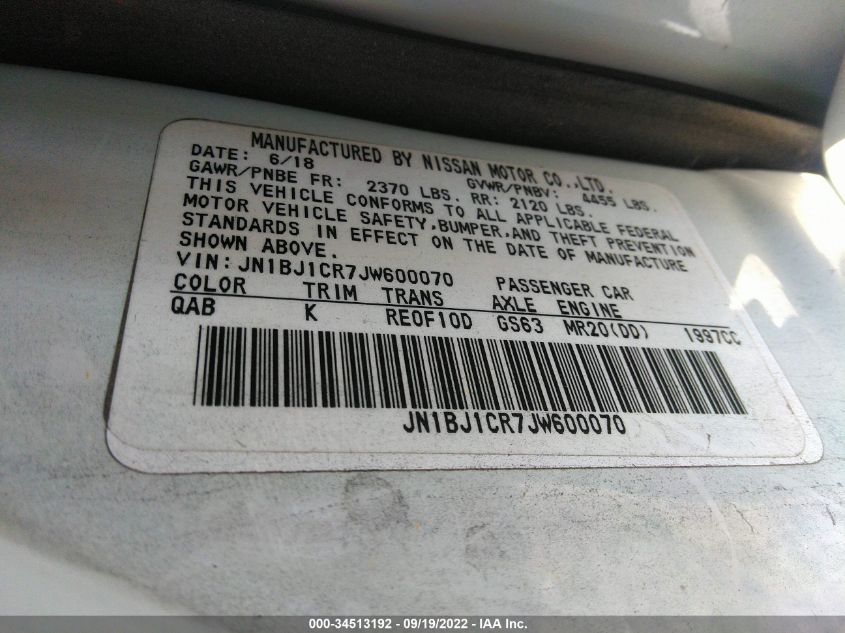 MANUFACTURED BY NISSAN MOTOR CO.,LTD.
DATE: 6/18 GVWR/PNBV: 4455 LBS.
GAWR/PNBE FR: 2370 LBS. RR: 2120 LBS.
THIS VEHICLE CONFORMS TO ALL APPLICABLE FEDERAL
MOTOR VEHICLE SAFETY,BUMPER,AND THEFT PREVENTION
STANDARDS IN EFFECT ON THE DATE OF MANUFACTURE
SHOWN ABOVE.
VIN: JN1BJ1CR7JW600070 PASSENGER CAR
COLOR TRIM TRANS AXLE ENGINE
QAB K RE0F10D GS63 MR20(DD) 1997CC
JN1BJ1CR7JW600070
000-34513192 - 09/19/2022 - IAA Inc.